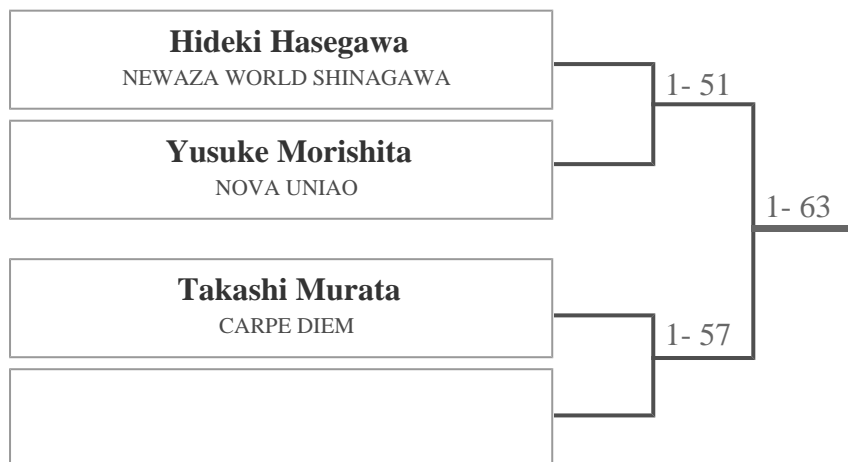 Hideki Hasegawa
NEWAZA WORLD SHINAGAWA
1- 51
Yusuke Morishita
NOVA UNIAO
1- 63
Takashi Murata
CARPE DIEM
1- 57